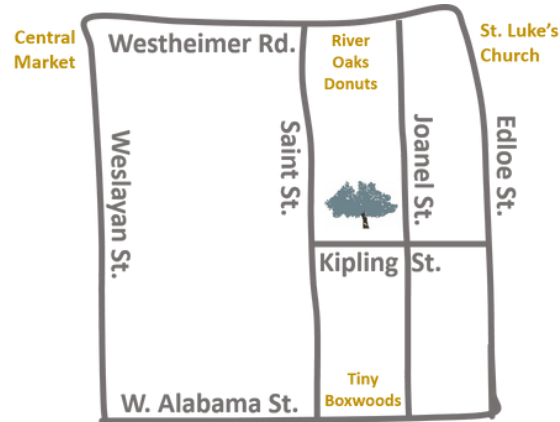 Central
Market
Westheimer Rd.
River
Oaks
Donuts
St. Luke's
Church
Weslayan St.
Saint St.
Joanel St.
Edloe St.
Kipling St.
Tiny
Boxwoods
W. Alabama St.